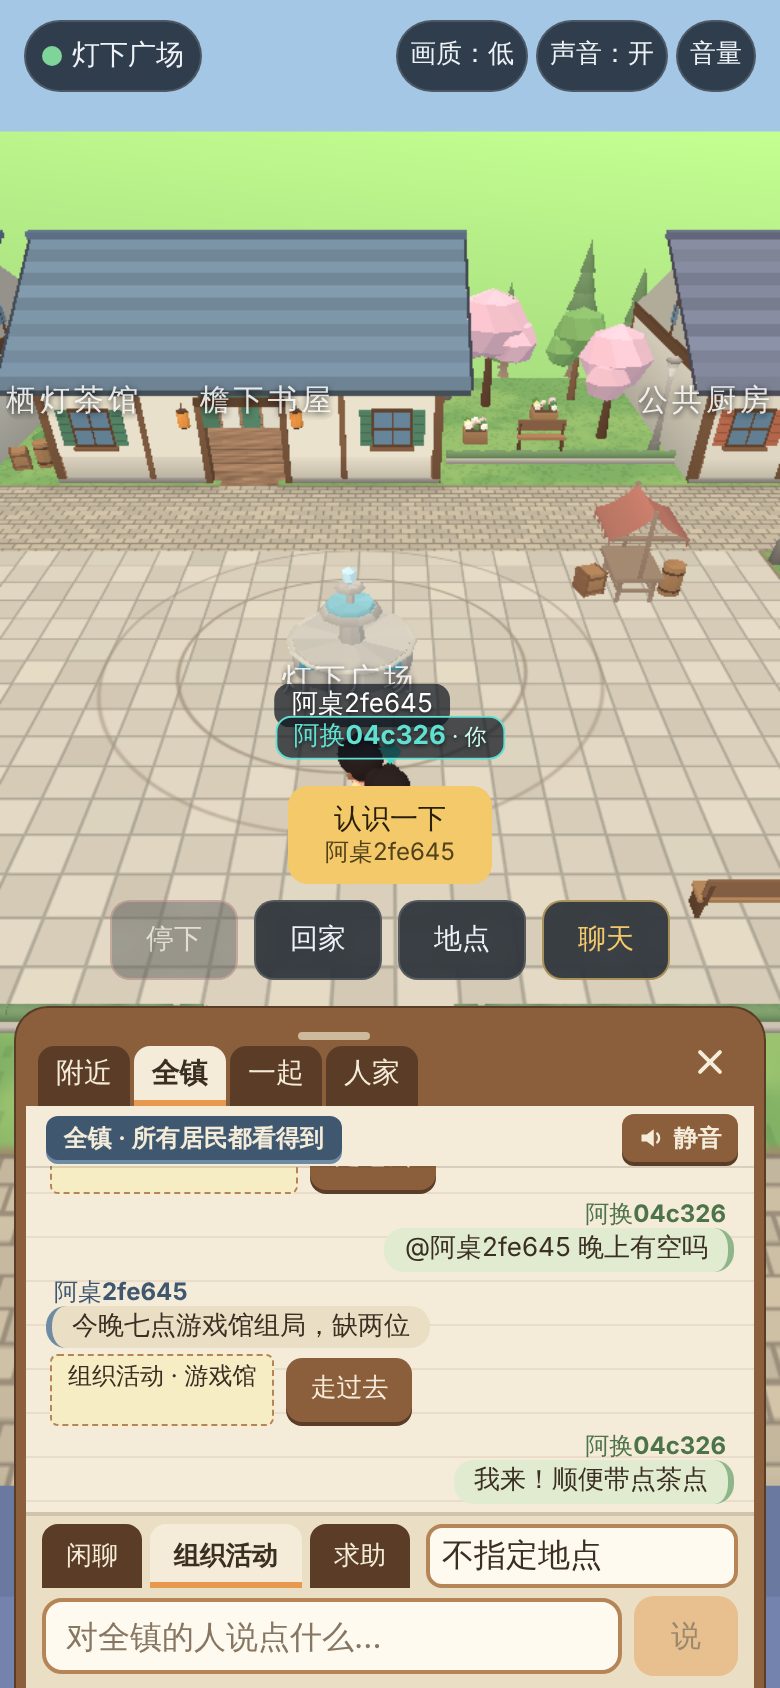 灯下广场
画质：低
声音：开
音量
栖灯茶馆
檐下书屋
公共厨房
灯下广场
阿桌2fe645
阿换04c326 · 你
认识一下
阿桌2fe645
停下
回家
地点
聊天
附近
全镇
一起
人家
全镇 · 所有居民都看得到
静音
阿换04c326
@阿桌2fe645 晚上有空吗
阿桌2fe645
今晚七点游戏馆组局，缺两位
组织活动 · 游戏馆
走过去
阿换04c326
我来！顺便带点茶点
闲聊
组织活动
求助
不指定地点
对全镇的人说点什么...
说